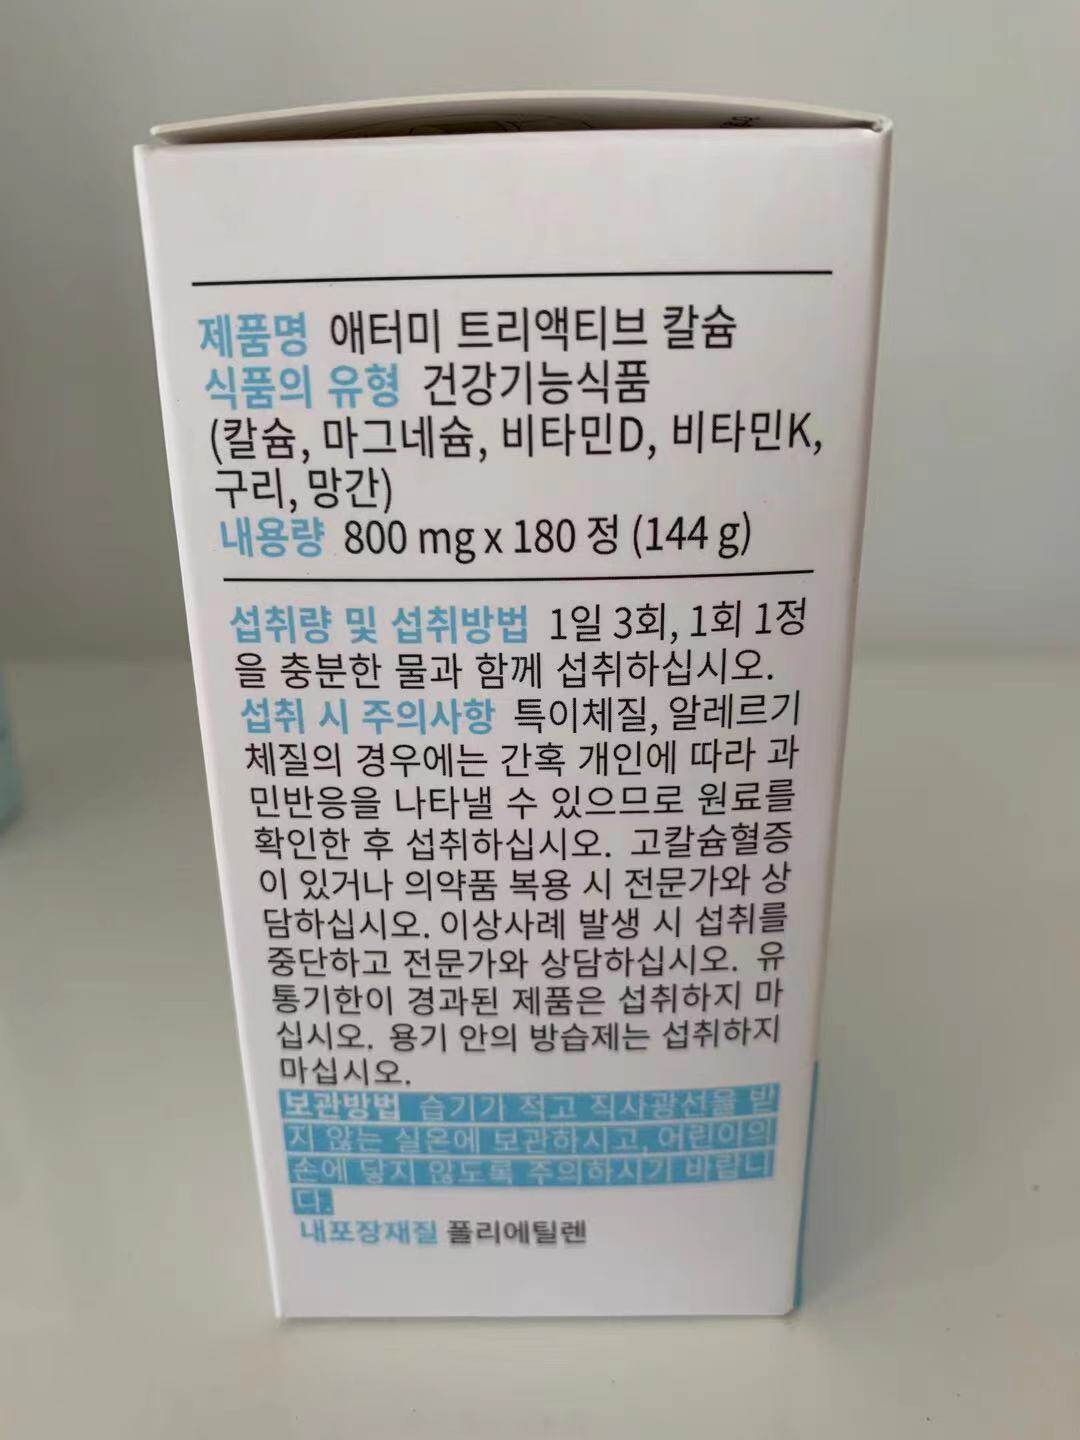 제품명 애터미 트리액티브 칼슘
식품의 유형 건강기능식품
(칼슘, 마그네슘, 비타민D, 비타민K,
구리, 망간)
내용량 800 mg x 180 정 (144 g)
섭취량 및 섭취방법 1일 3회, 1회 1정
을 충분한 물과 함께 섭취하십시오.
섭취 시 주의사항 특이체질, 알레르기
체질의 경우에는 간혹 개인에 따라 과
민반응을 나타낼 수 있으므로 원료를
확인한 후 섭취하십시오. 고칼슘혈증
이 있거나 의약품 복용 시 전문가와 상
담하십시오. 이상사례 발생 시 섭취를
중단하고 전문가와 상담하십시오. 유
통기한이 경과된 제품은 섭취하지 마
십시오. 용기 안의 방습제는 섭취하지
마십시오.
보관방법 습기가 적고 직사광선을 받
지 않는 실온에 보관하시고, 어린이의
손에 닿지 않도록 주의하시기 바랍니
다.
내포장재질 폴리에틸렌